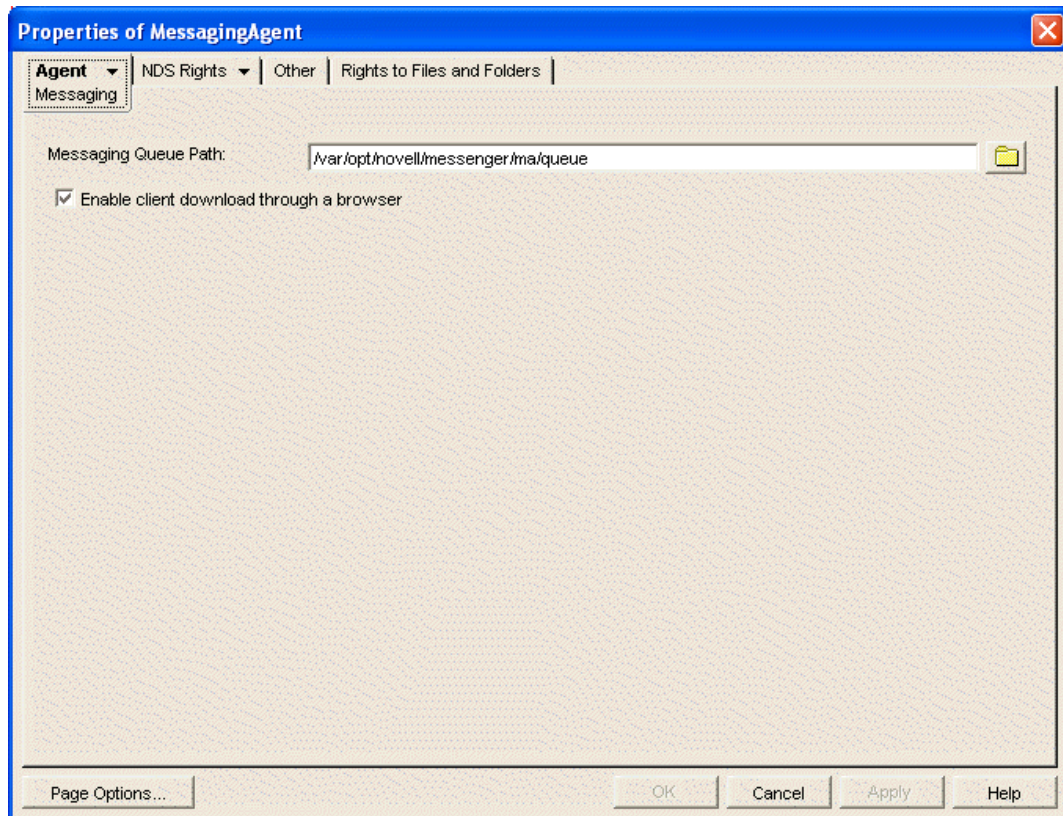 Properties of MessagingAgent
Agent NDS Rights Other Rights to Files and Folders
Messaging
Messaging Queue Path: /var/opt/novell/messenger/ma/queue
Enable client download through a browser
Page Options... OK Cancel Apply Help